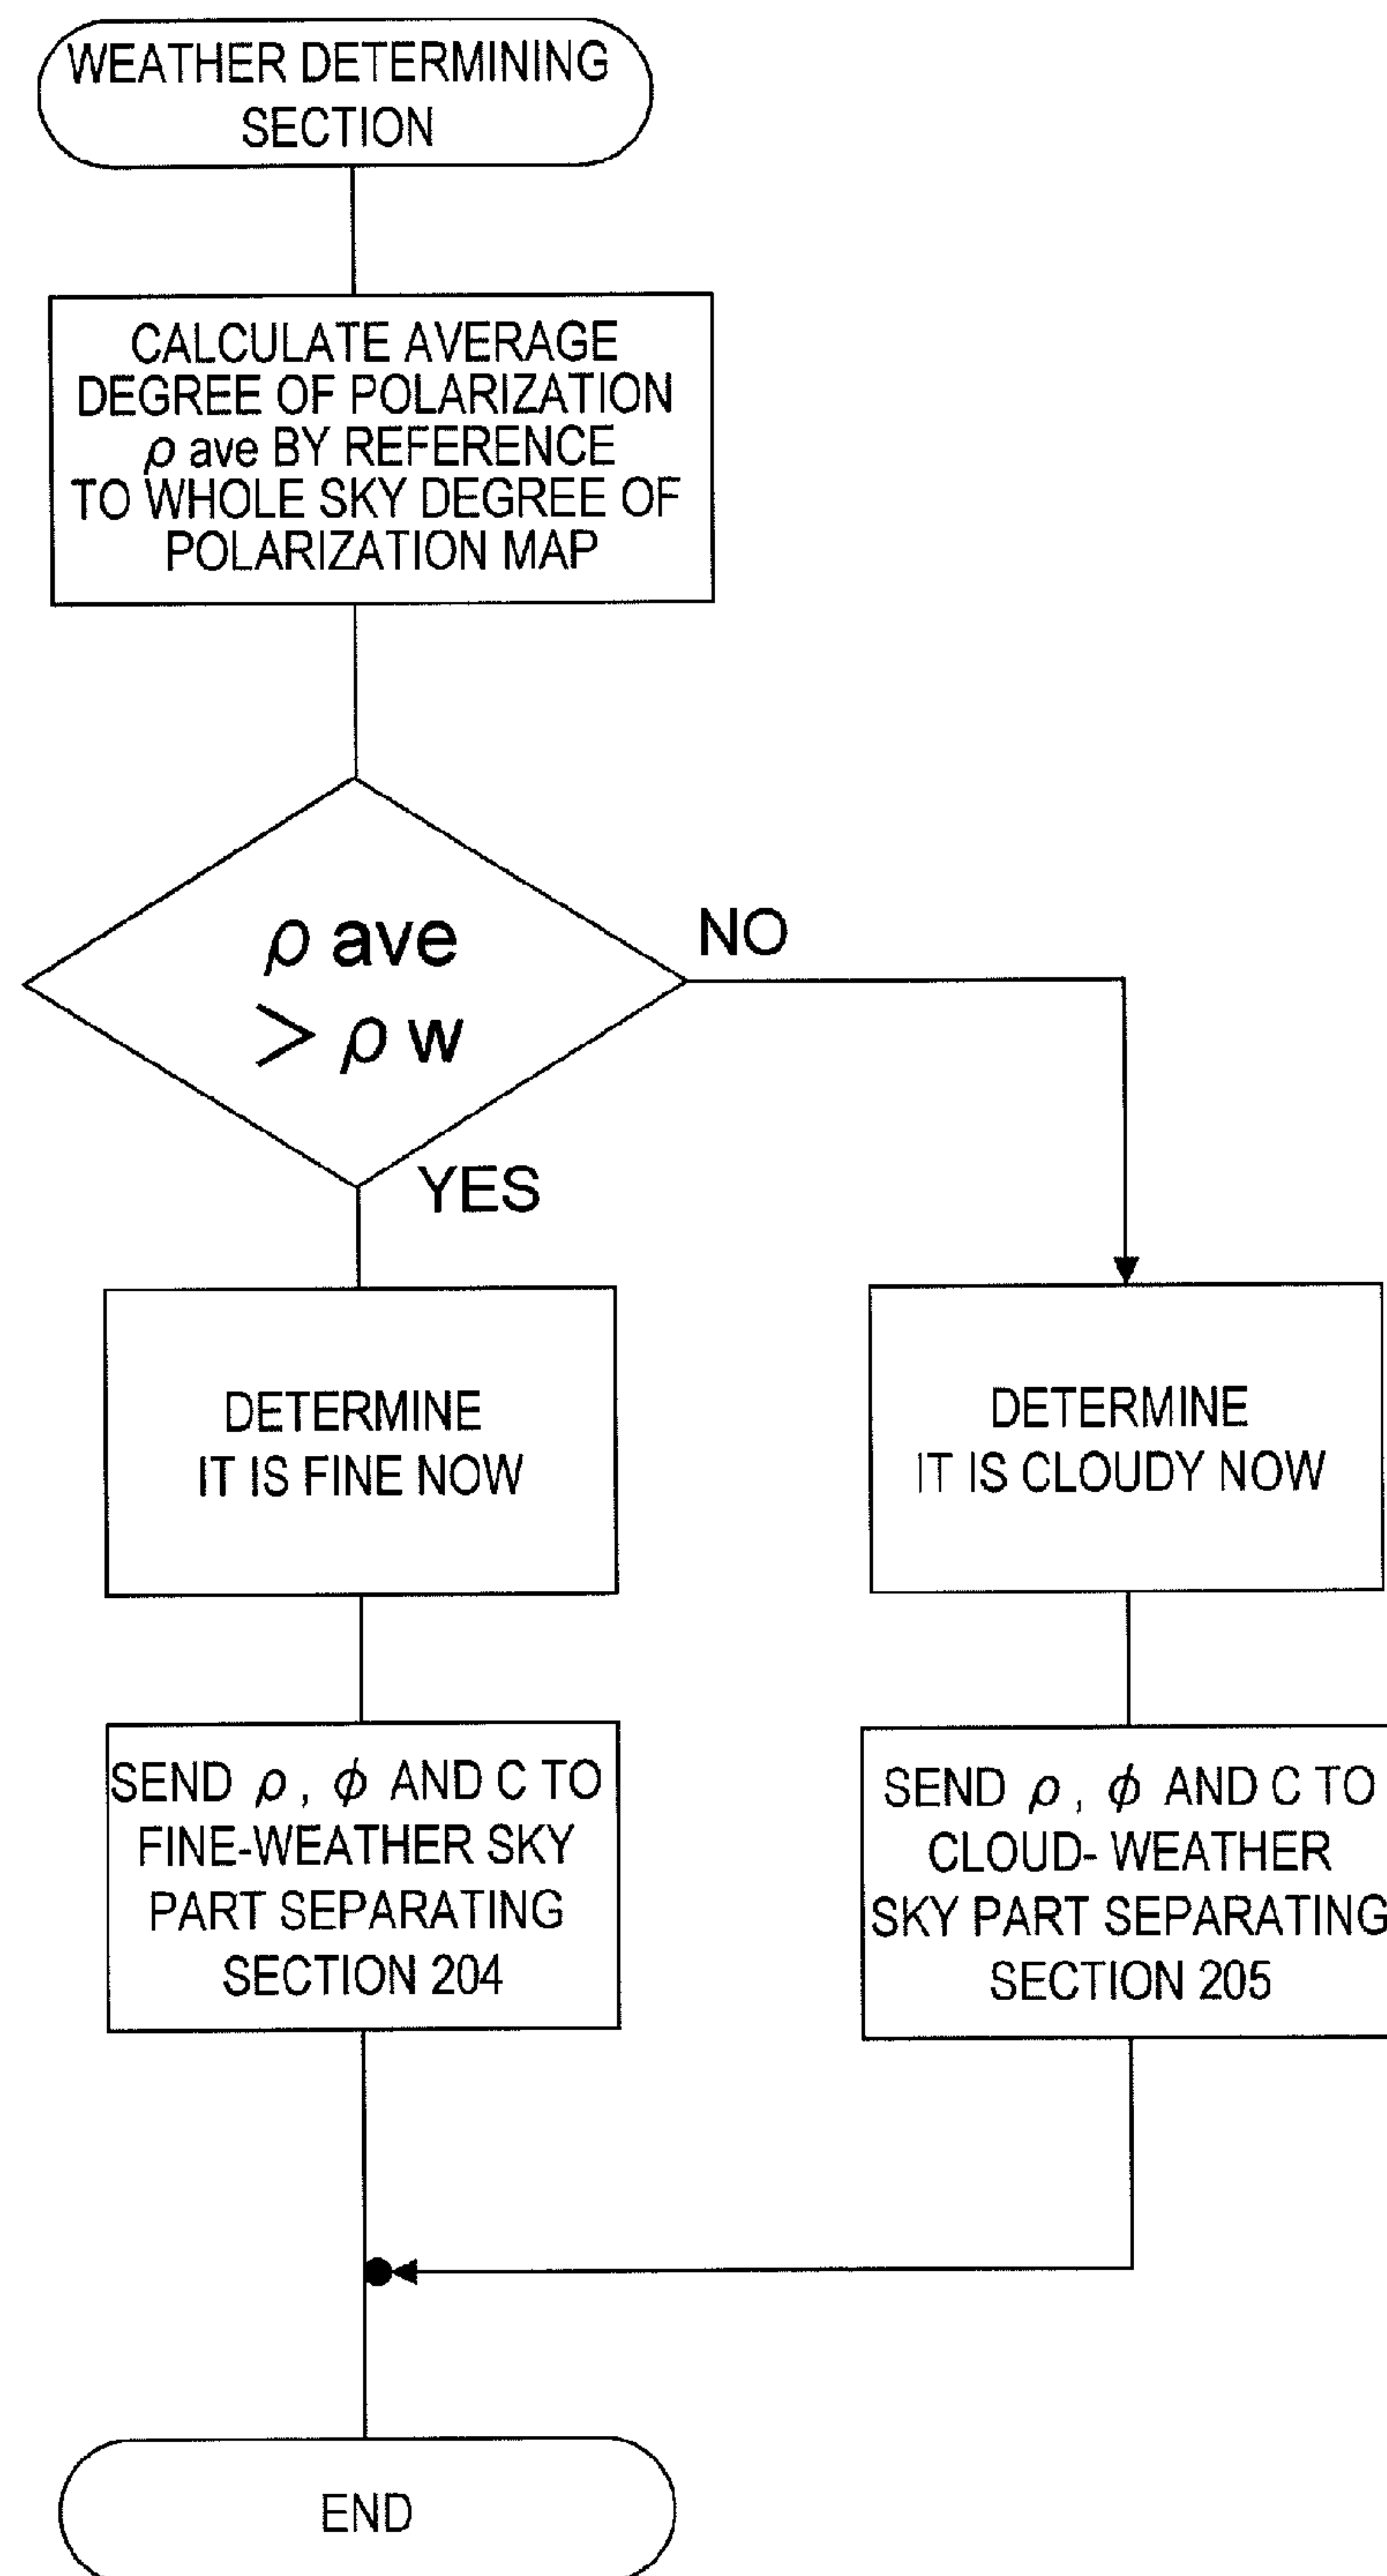 WEATHER DETERMINING
SECTION
CALCULATE AVERAGE
DEGREE OF POLARIZATION
ρ ave BY REFERENCE
TO WHOLE SKY DEGREE OF
POLARIZATION MAP
ρ ave
> ρ w
NO
YES
DETERMINE
IT IS FINE NOW
DETERMINE
IT IS CLOUDY NOW
SEND ρ, ϕ AND C TO
FINE-WEATHER SKY
PART SEPARATING
SECTION 204
SEND ρ, ϕ AND C TO
CLOUD- WEATHER
SKY PART SEPARATING
SECTION 205
END